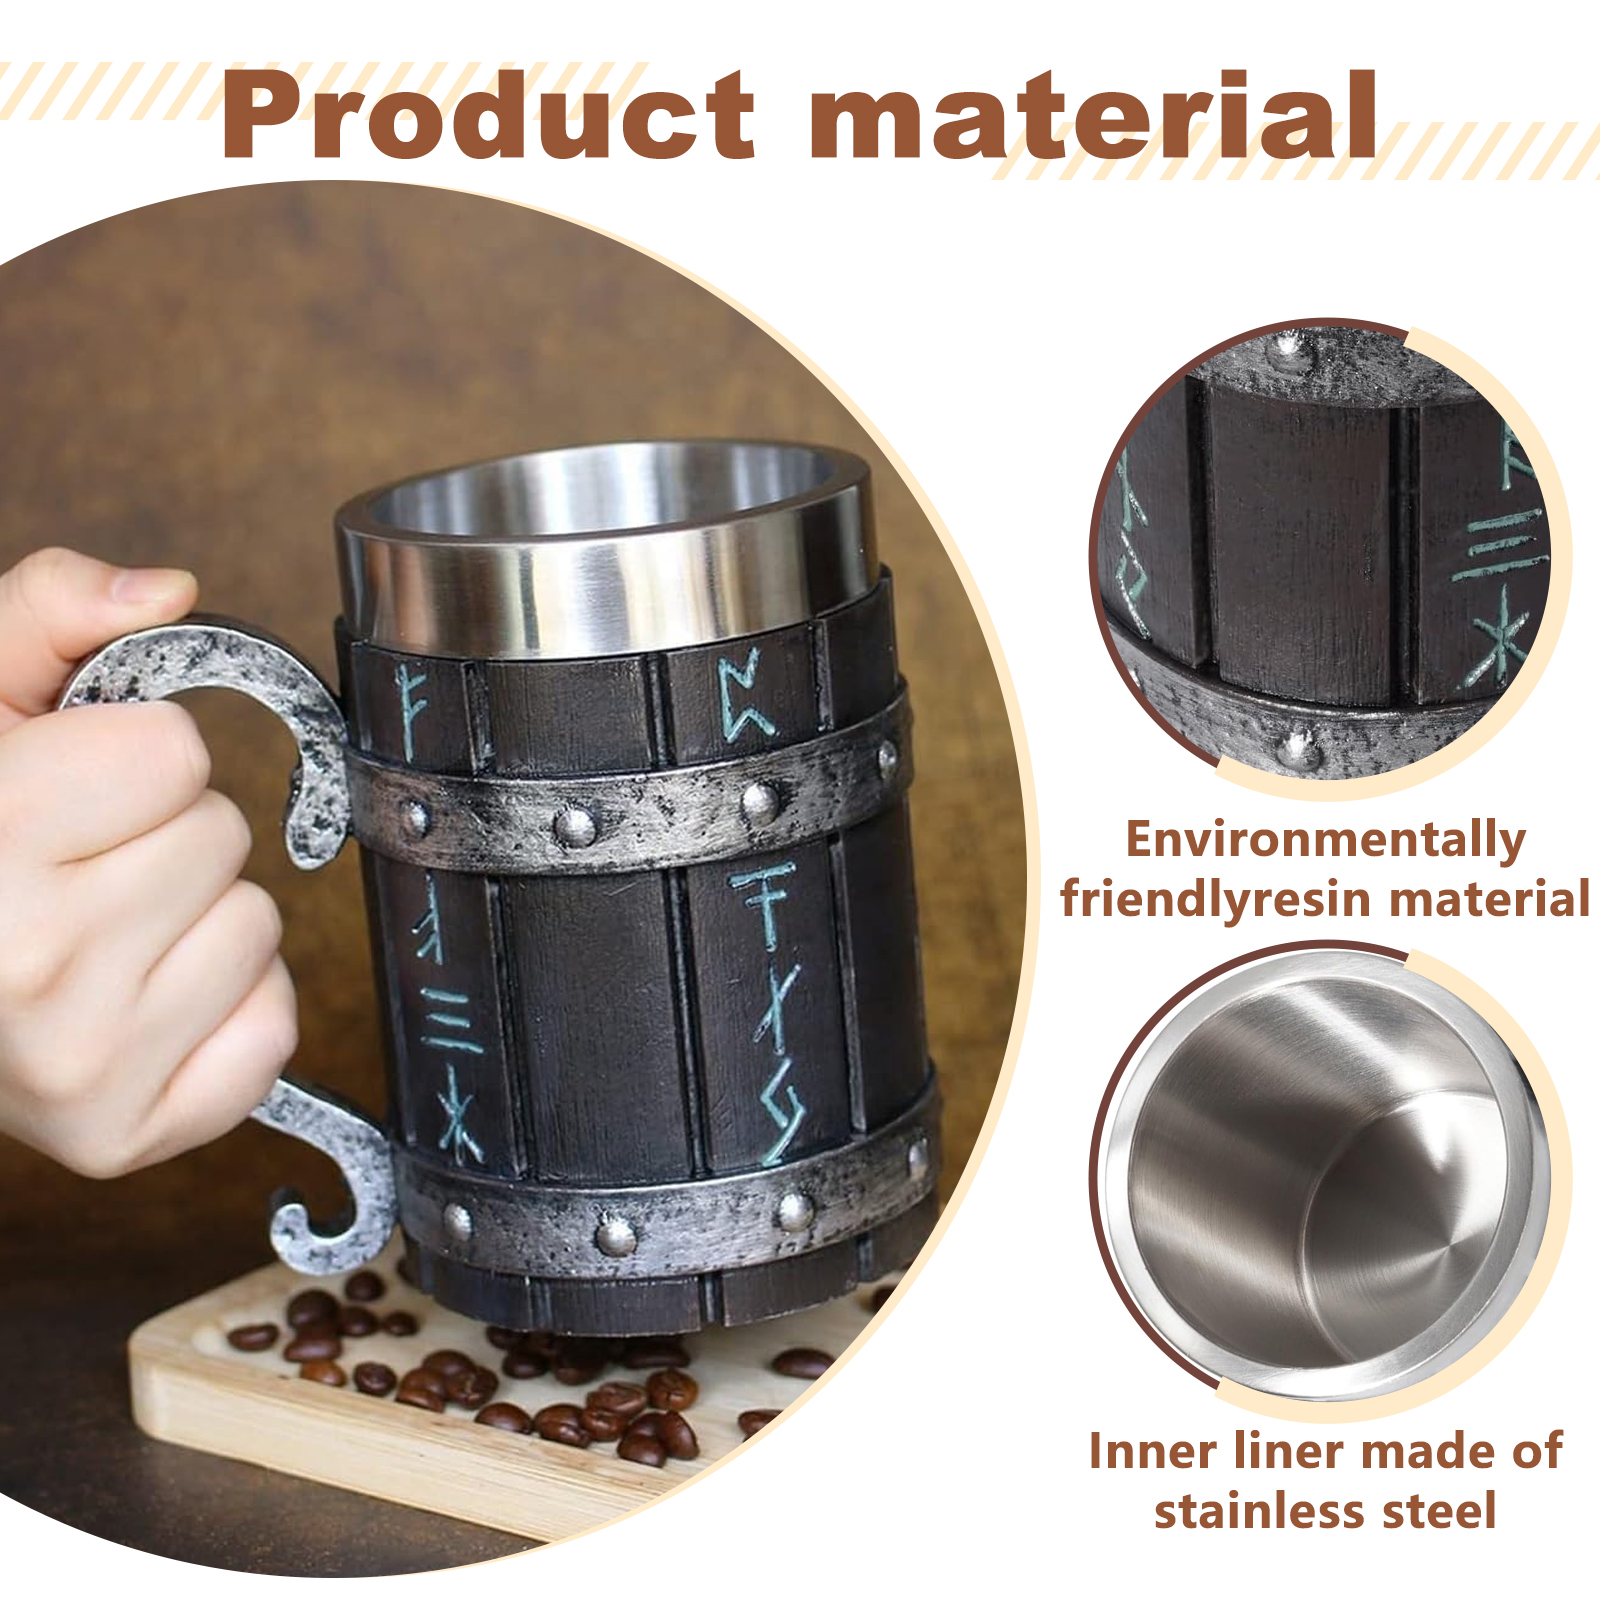 Product material
Environmentally
friendlyresin material
Inner liner made of
stainless steel